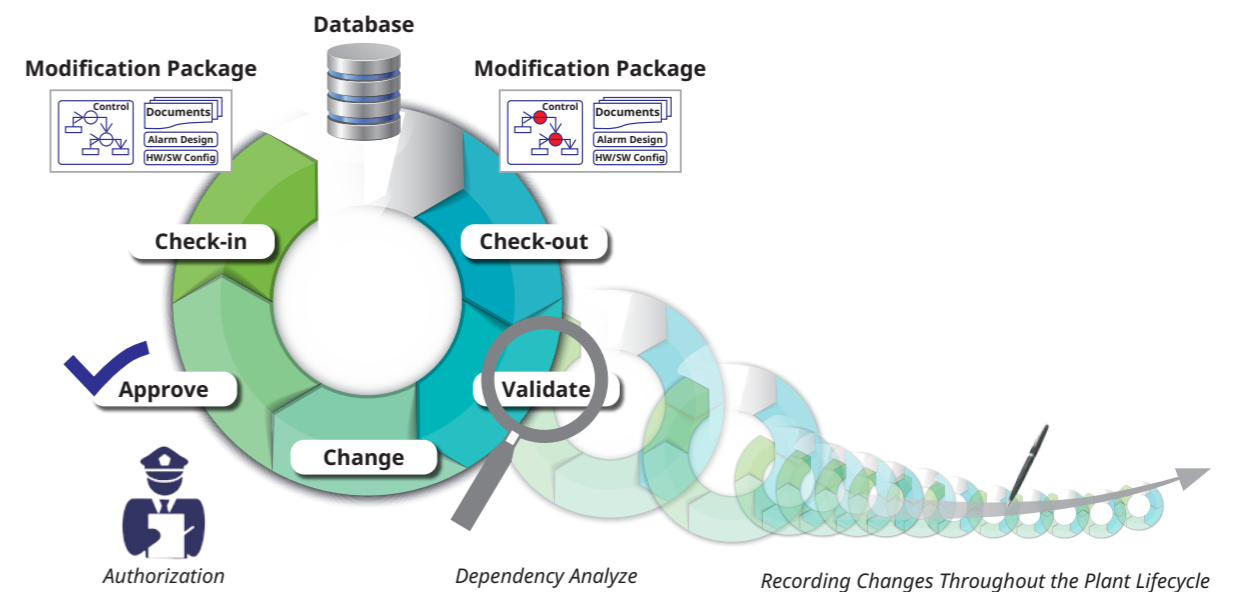 Database
Modification Package
Control
Documents
Alarm Design
HW/SW Config
Modification Package
Control
Documents
Alarm Design
HW/SW Config
Check-in
Check-out
Approve
Validate
Change
Authorization
Dependency Analyze
Recording Changes Throughout the Plant Lifecycle